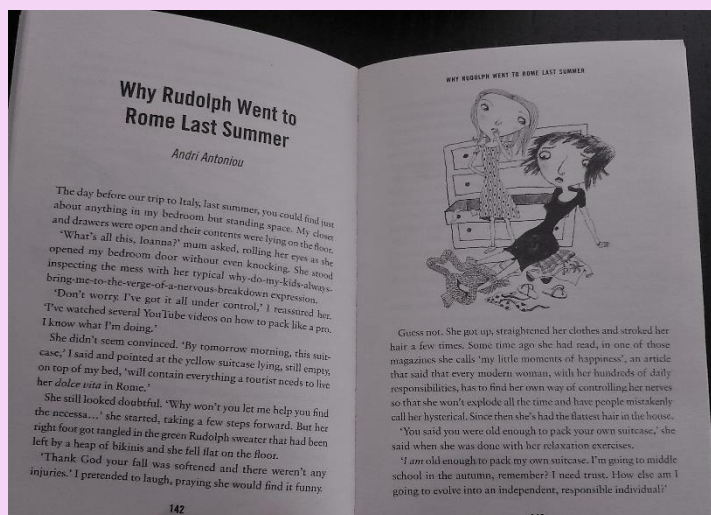 Why Rudolph Went to
Rome Last Summer
Andri Antoniou
The day before our trip to Italy, last summer, you could find just
about anything in my bedroom but standing space. My closet
and drawers were open and their contents were lying on the floor.
‘What’s all this, Ioanna?’ mum asked, rolling her eyes as she
opened my bedroom door without even knocking. She stood
inspecting the mess with her typical why-do-my-kids-always-
bring-me-to-the-verge-of-a-nervous-breakdown expression.
‘Don’t worry. I’ve got it all under control,’ I reassured her.
‘I’ve watched several YouTube videos on how to pack like a pro.
I know what I’m doing.’
She didn’t seem convinced. ‘By tomorrow morning, this suit-
case,’ I said and pointed at the yellow suitcase lying, still empty,
on top of my bed, ‘will contain everything a tourist needs to live
her dolce vita in Rome.’
She still looked doubtful. ‘Why won’t you let me help you find
the necessa…’ she started, taking a few steps forward. But her
right foot got tangled in the green Rudolph sweater that had been
left by a heap of bikinis and she fell flat on the floor.
‘Thank God your fall was softened and there weren’t any
injuries.’ I pretended to laugh, praying she would find it funny.
142
WHY RUDOLPH WENT TO ROME LAST SUMMER
Guess not. She got up, straightened her clothes and stroked her
hair a few times. Some time ago she had read, in one of those
magazines she calls ‘my little moments of happiness’, an article
that said that every modern woman, with her hundreds of daily
responsibilities, has to find her own way of controlling her nerves
so that she won’t explode all the time and have people mistakenly
call her hysterical. Since then she’s had the flattest hair in the house.
‘You said you were old enough to pack your own suitcase,’ she
said when she was done with her relaxation exercises.
‘I am old enough to pack my own suitcase. I’m going to middle
school in the autumn, remember? I need trust. How else am I
going to evolve into an independent, responsible individual?’